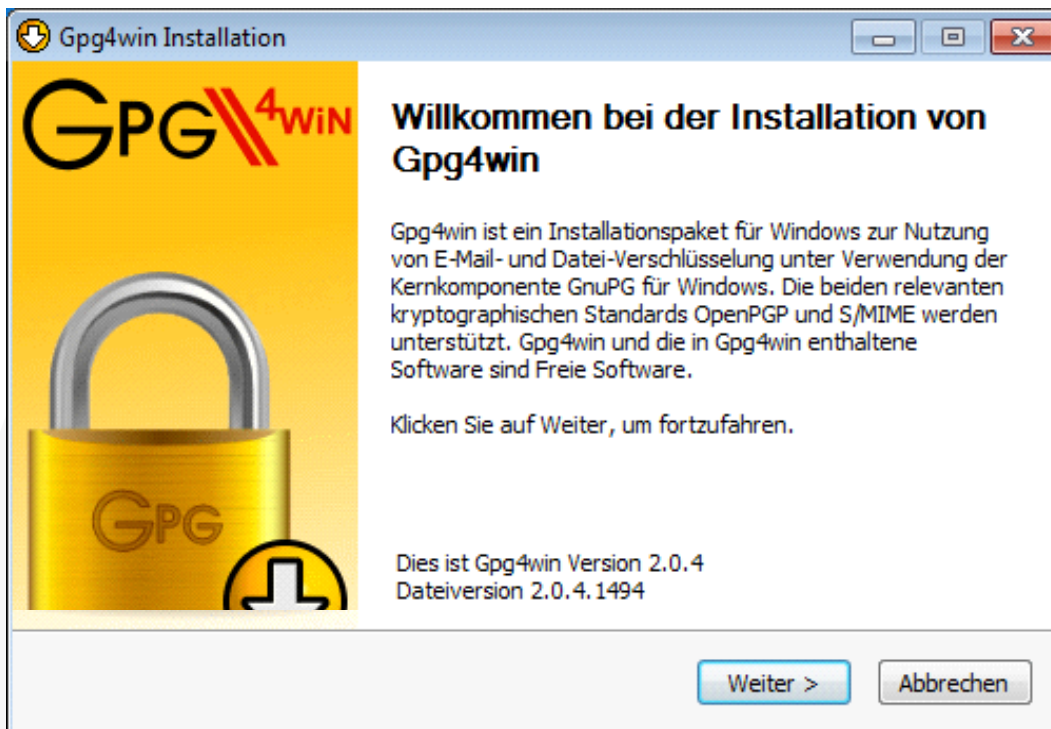 Gpg4win Installation
GPG4WiN
Willkommen bei der Installation von
Gpg4win
Gpg4win ist ein Installationspaket für Windows zur Nutzung
von E-Mail- und Datei-Verschlüsselung unter Verwendung der
Kernkomponente GnuPG für Windows. Die beiden relevanten
kryptographischen Standards OpenPGP und S/MIME werden
unterstützt. Gpg4win und die in Gpg4win enthaltene
Software sind Freie Software.
Klicken Sie auf Weiter, um fortzufahren.
GPG
Dies ist Gpg4win Version 2.0.4
Dateiversion 2.0.4.1494
Weiter >
Abbrechen